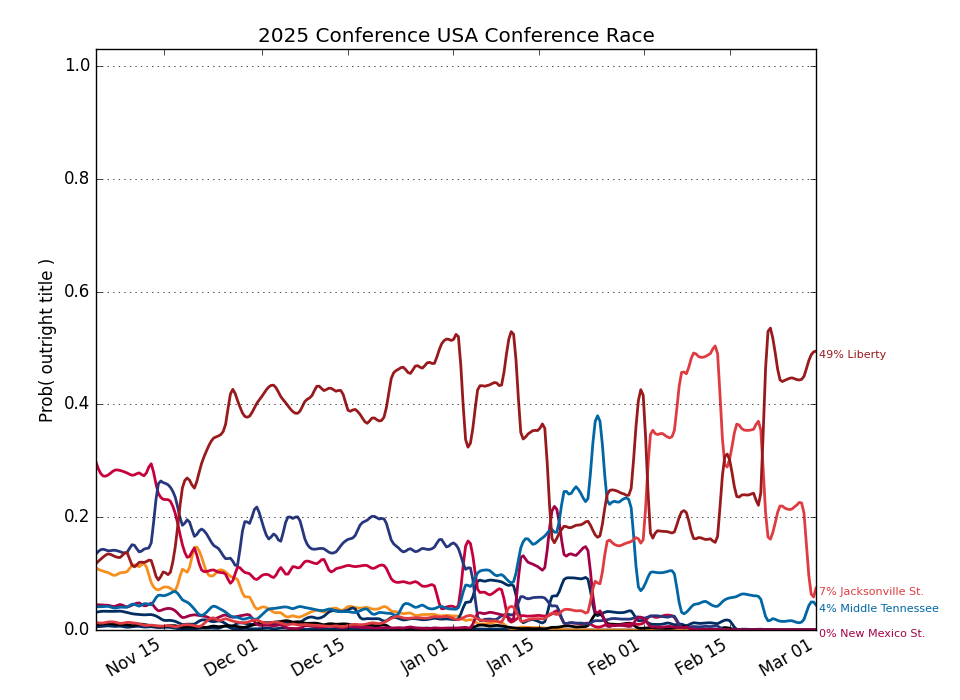 2025 Conference USA Conference Race
1.0
0.8
0.6
0.4
0.2
0.0
Prob( outright title )
49% Liberty
7% Jacksonville St.
4% Middle Tennessee
0% New Mexico St.
Nov 15
Dec 01
Dec 15
Jan 01
Jan 15
Feb 01
Feb 15
Mar 01